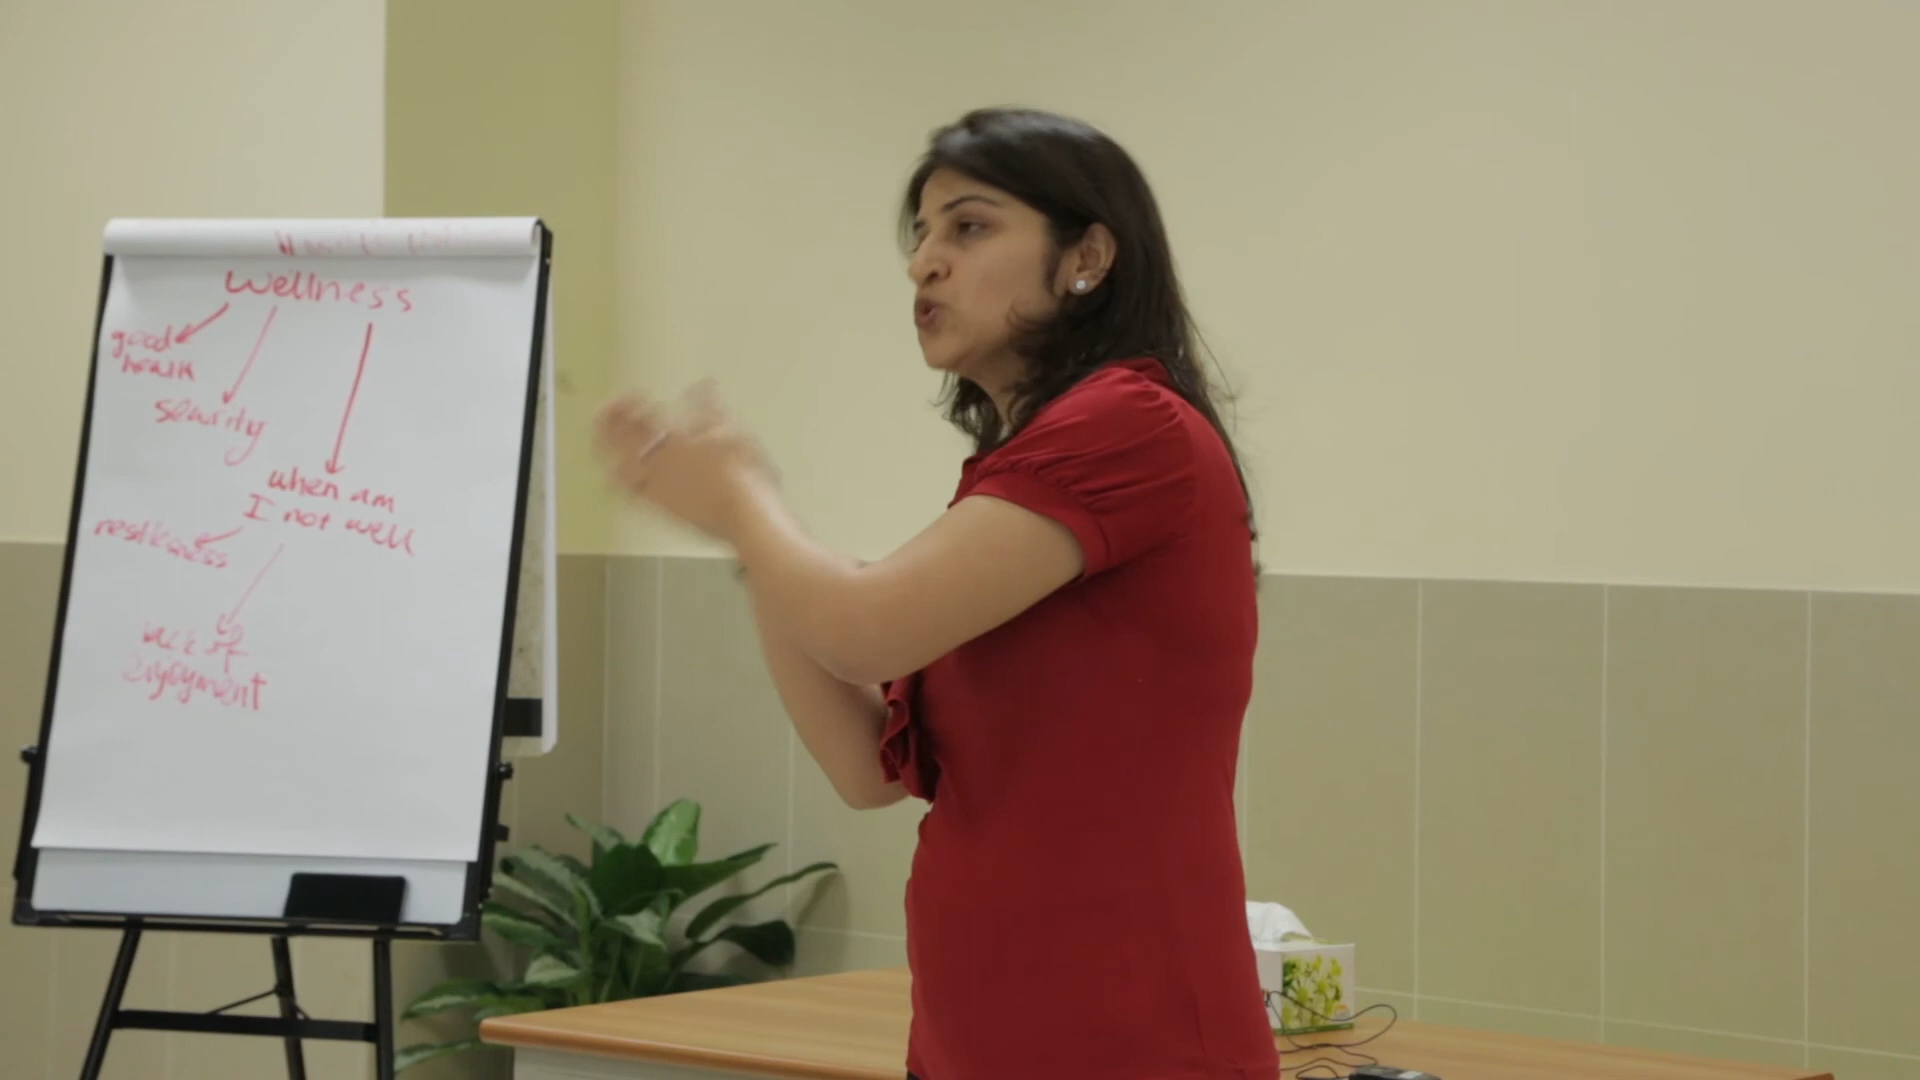 wellness
good
health
security
when am
I not well
restlessness
lack of
enjoyment